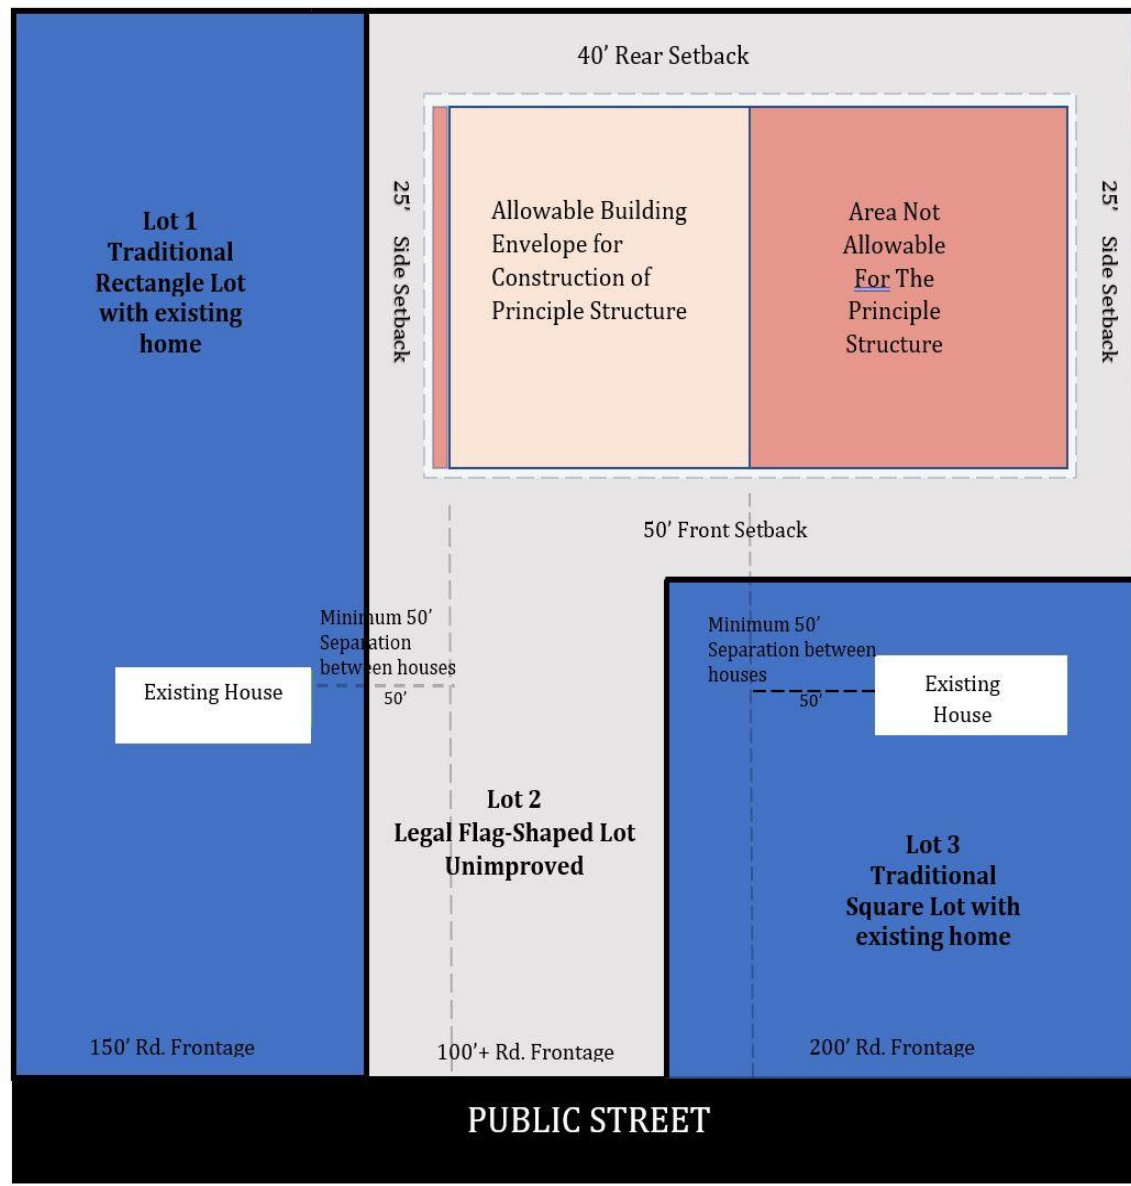 40’ Rear Setback
25’ Side Setback
Allowable Building
Envelope for
Construction of
Principle Structure
Area Not
Allowable
For The
Principle
Structure
25’ Side Setback
Lot 1
Traditional
Rectangle Lot
with existing
home
50’ Front Setback
Minimum 50’
Separation
between houses
50’
Existing House
Minimum 50’
Separation between
houses
50’
Existing
House
Lot 2
Legal Flag-Shaped Lot
Unimproved
Lot 3
Traditional
Square Lot with
existing home
150’ Rd. Frontage
100’+ Rd. Frontage
200’ Rd. Frontage
PUBLIC STREET